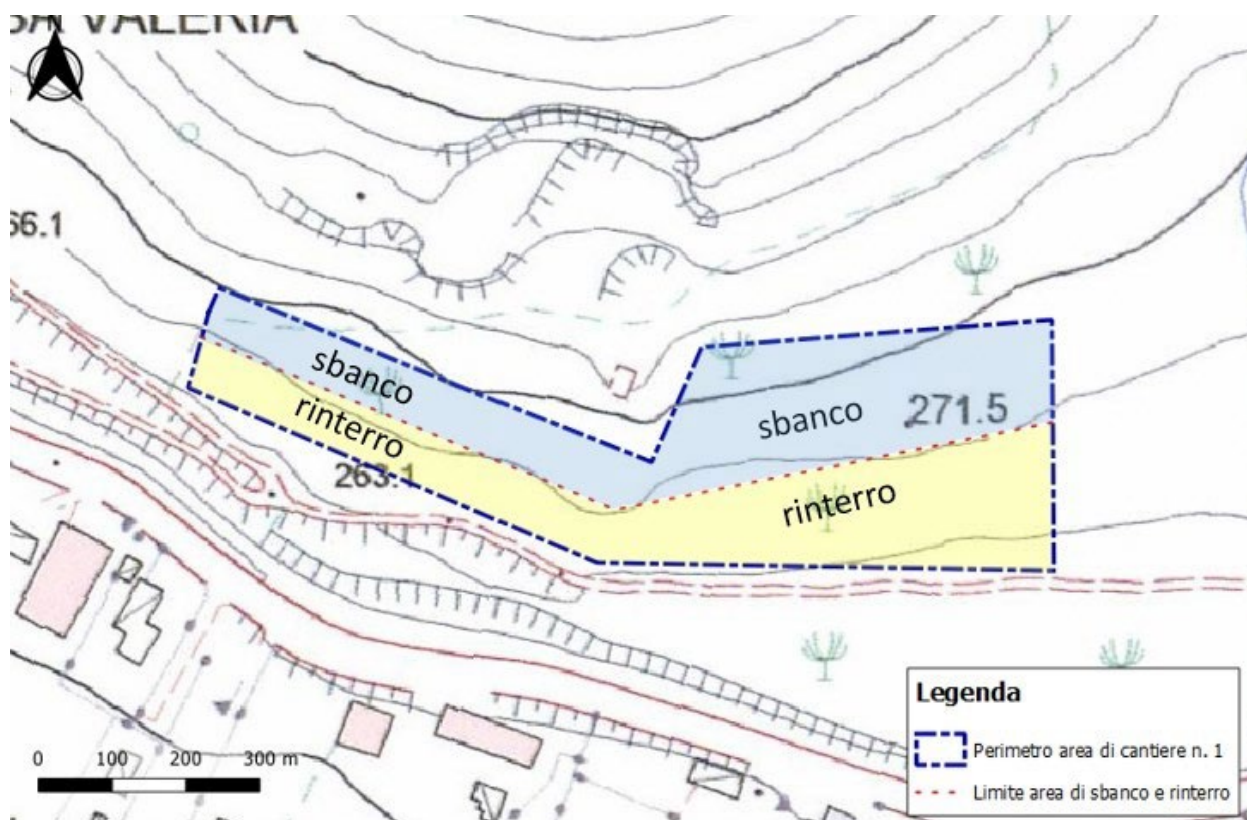 VALERIA
66.1
sbanco
rinterro
263.1
sbanco
271.5
rinterro
Legenda
Perimetro area di cantiere n. 1
Limite area di sbanco e rinterro
0 100 200 300 m